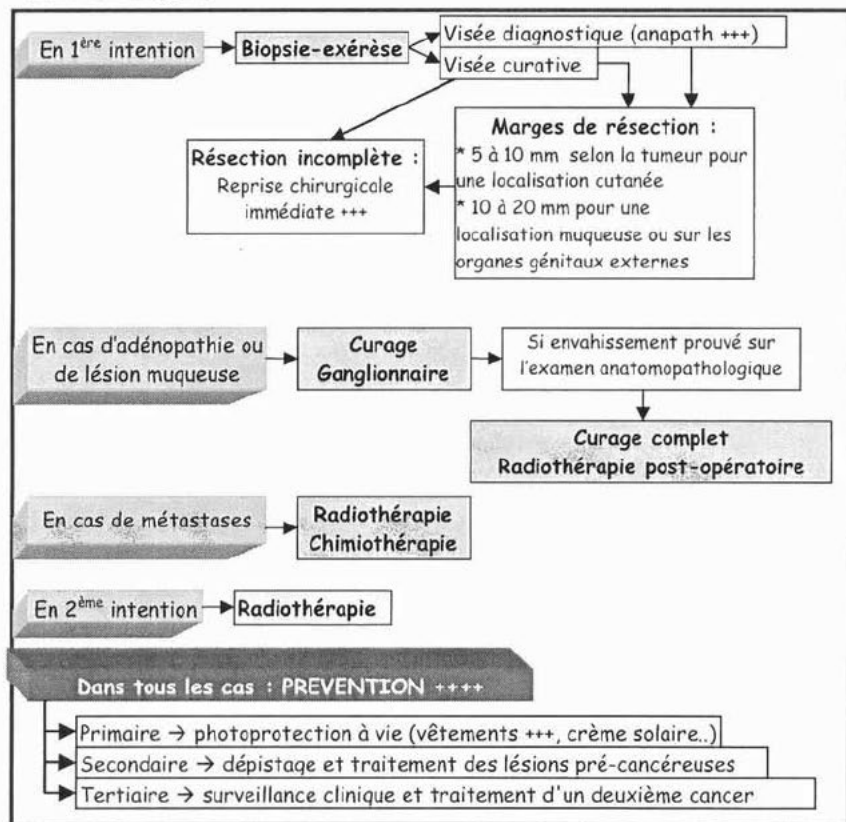 En 1ère intention
Biopsie-exérèse
Visée diagnostique (anapath +++)
Visée curative
Marges de résection :
* 5 à 10 mm selon la tumeur pour
une localisation cutanée
* 10 à 20 mm pour une
localisation muqueuse ou sur les
organes génitaux externes
Résection incomplète :
Reprise chirurgicale
immédiate +++
En cas d'adénopathie ou
de lésion muqueuse
Curage
Ganglionnaire
Si envahissement prouvé sur
l'examen anatomopathologique
Curage complet
Radiothérapie post-opératoire
En cas de métastases
Radiothérapie
Chimiothérapie
En 2ème intention
Radiothérapie
Dans tous les cas : PREVENTION ++++
Primaire → photoprotection à vie (vêtements +++, crème solaire..)
Secondaire → dépistage et traitement des lésions pré-cancéreuses
Tertiaire → surveillance clinique et traitement d'un deuxième cancer